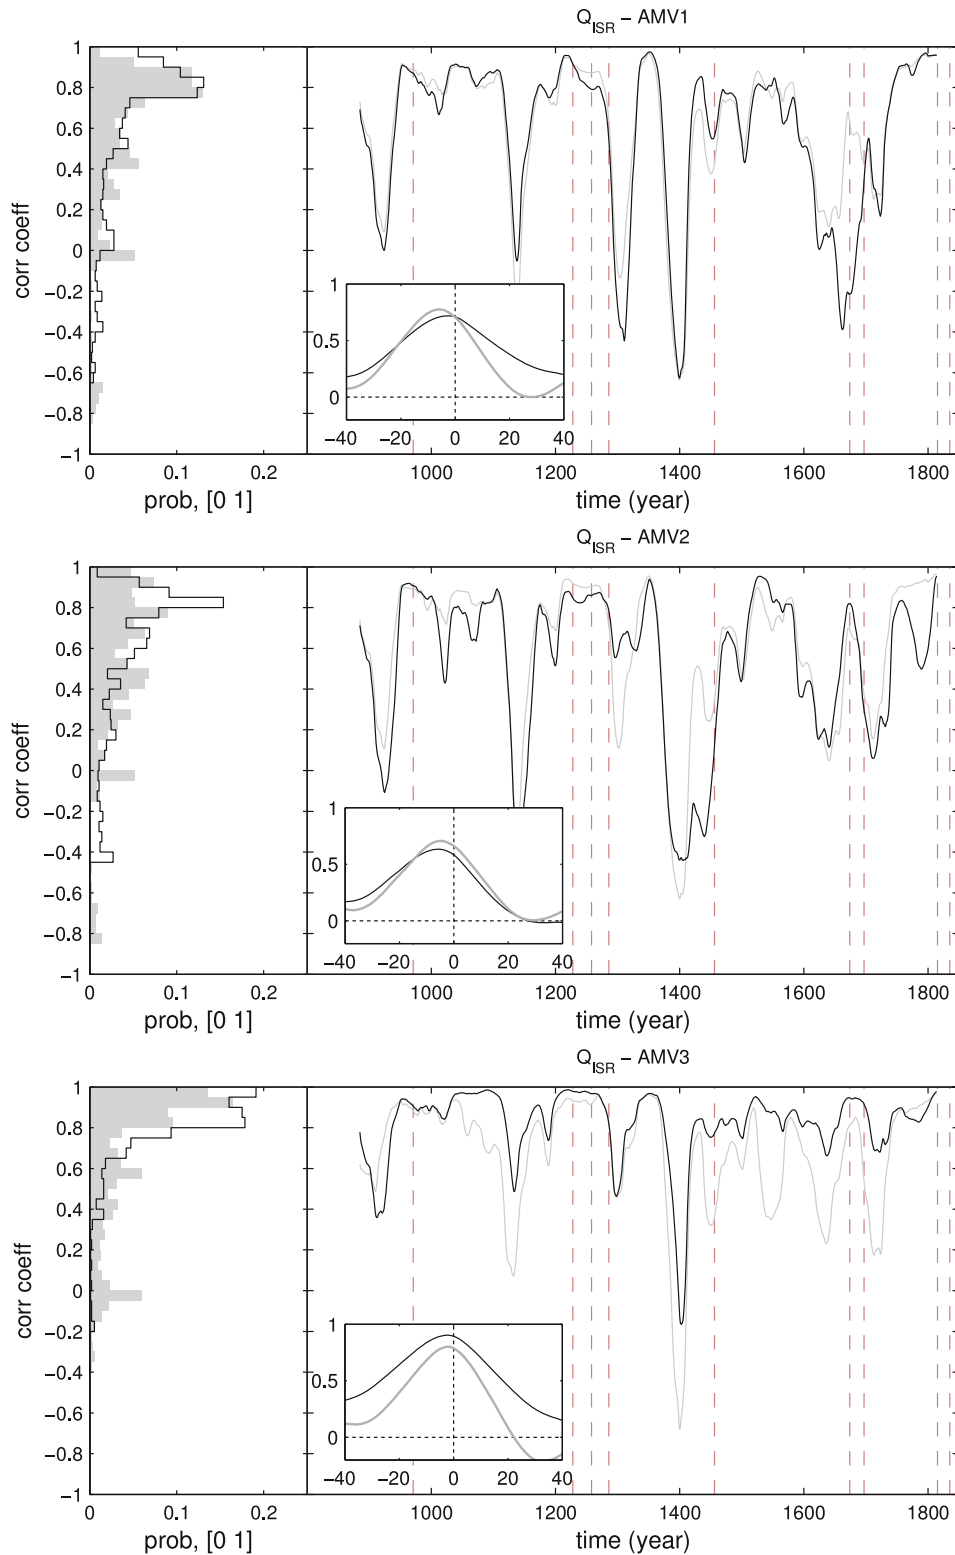 Q_ISR – AMV1
1
0.8
0.6
0.4
0.2
0
−0.2
−0.4
−0.6
−0.8
−1
corr coeff
0 0.1 0.2
prob, [0 1]
1
0.5
0
−40 −20 0 20 40
1000 1200 1400 1600 1800
time (year)
Q_ISR – AMV2
1
0.8
0.6
0.4
0.2
0
−0.2
−0.4
−0.6
−0.8
−1
corr coeff
0 0.1 0.2
prob, [0 1]
1
0.5
0
−40 −20 0 20 40
1000 1200 1400 1600 1800
time (year)
Q_ISR – AMV3
1
0.8
0.6
0.4
0.2
0
−0.2
−0.4
−0.6
−0.8
−1
corr coeff
0 0.1 0.2
prob, [0 1]
1
0.5
0
−40 −20 0 20 40
1000 1200 1400 1600 1800
time (year)